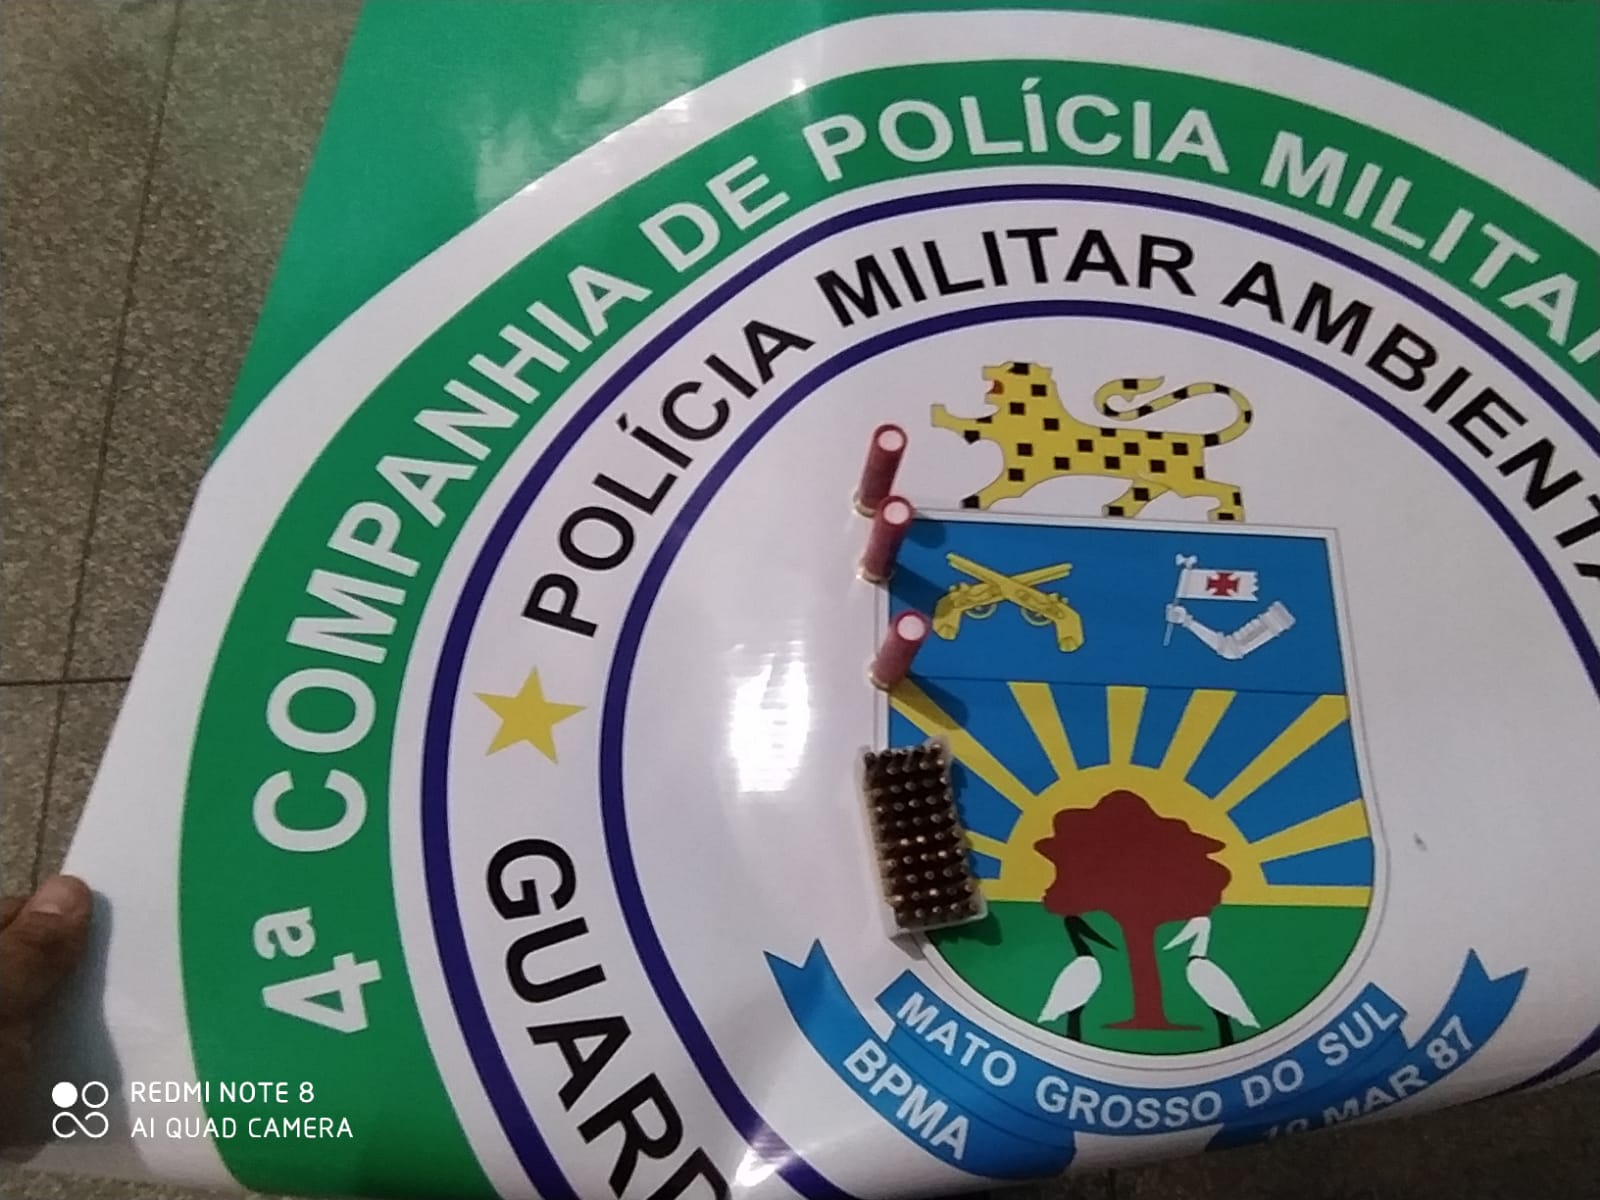 4ª COMPANHIA DE POLÍCIA MILITA
POLÍCIA MILITAR AMBIENTA
GUARD
MATO GROSSO DO SUL
BPMA
MAR 87
REDMI NOTE 8
AI QUAD CAMERA